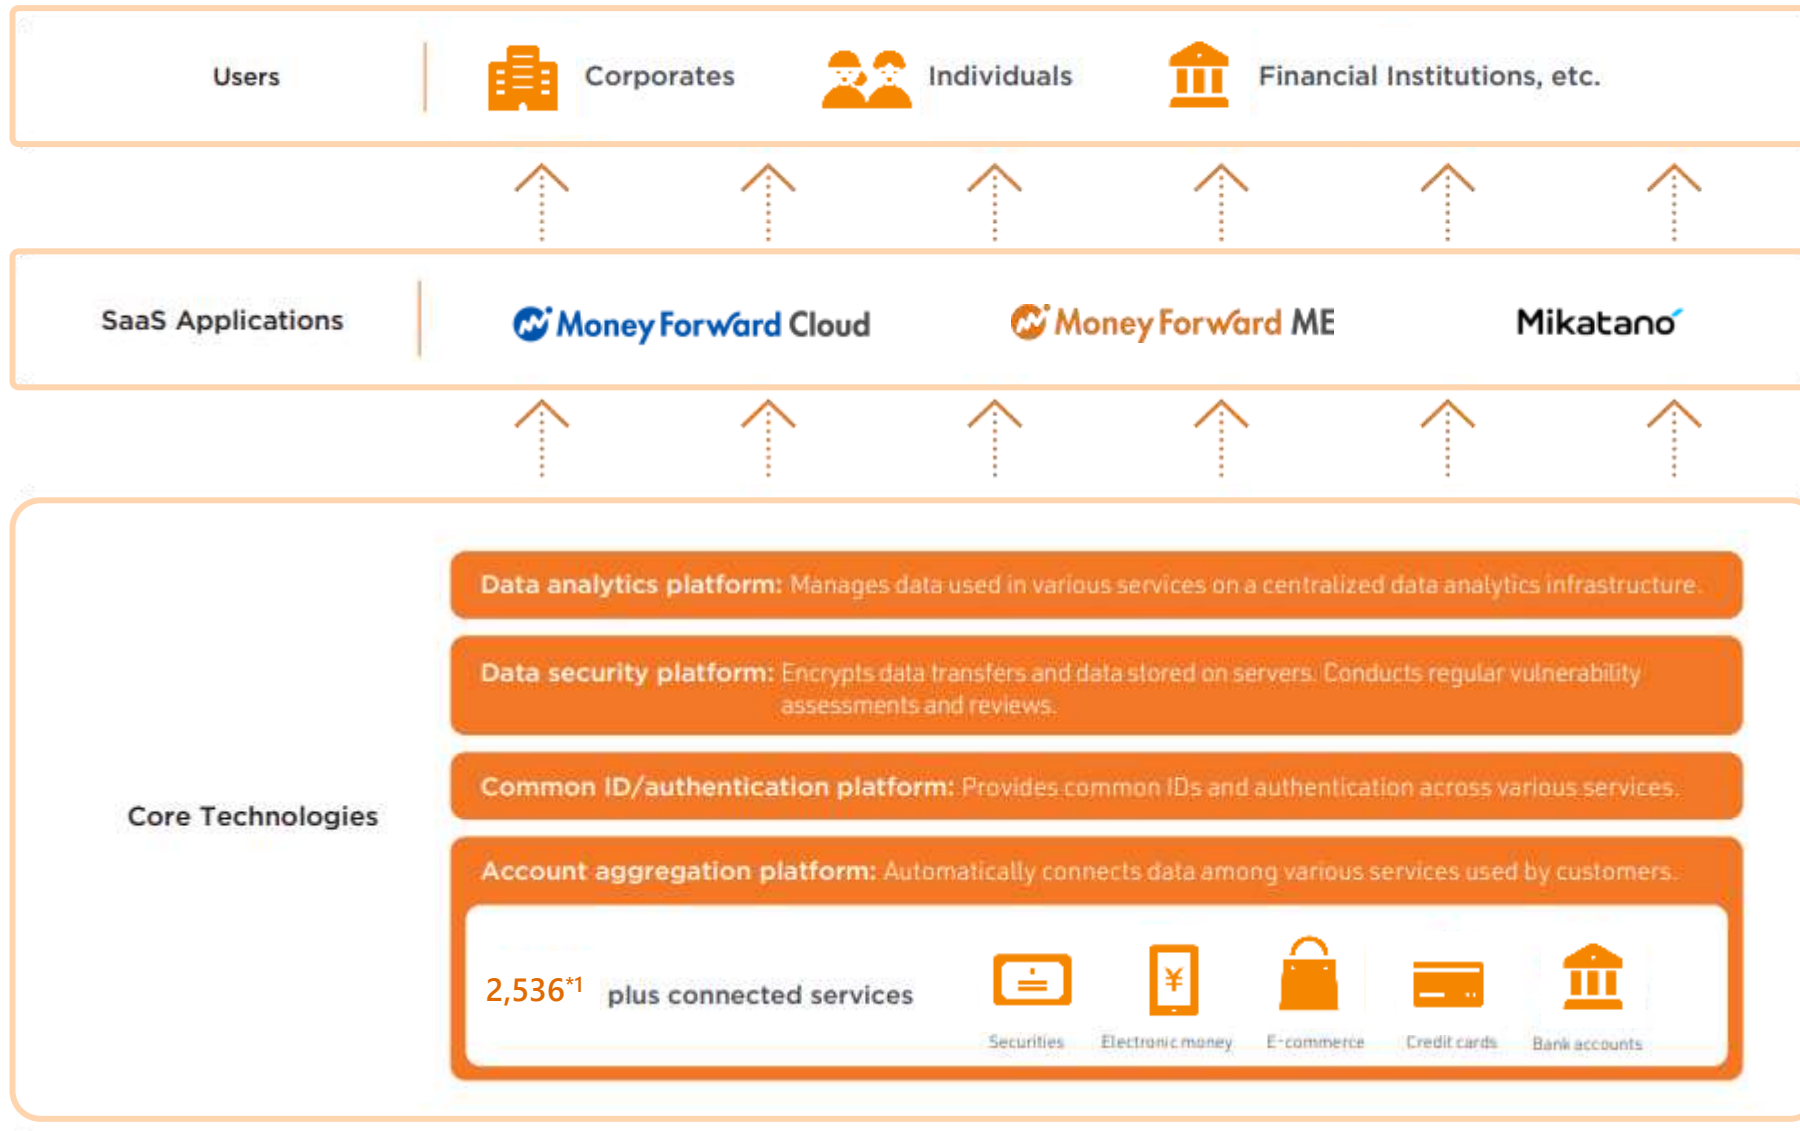 Users
Corporates
Individuals
Financial Institutions, etc.
SaaS Applications
Money Forward Cloud
Money Forward ME
Mikatano
Core Technologies
Data analytics platform: Manages data used in various services on a centralized data analytics infrastructure.
Data security platform: Encrypts data transfers and data stored on servers. Conducts regular vulnerability
assessments and reviews.
Common ID/authentication platform: Provides common IDs and authentication across various services.
Account aggregation platform: Automatically connects data among various services used by customers.
2,536*1 plus connected services
¥
Securities
Electronic money
E-commerce
Credit cards
Bank accounts